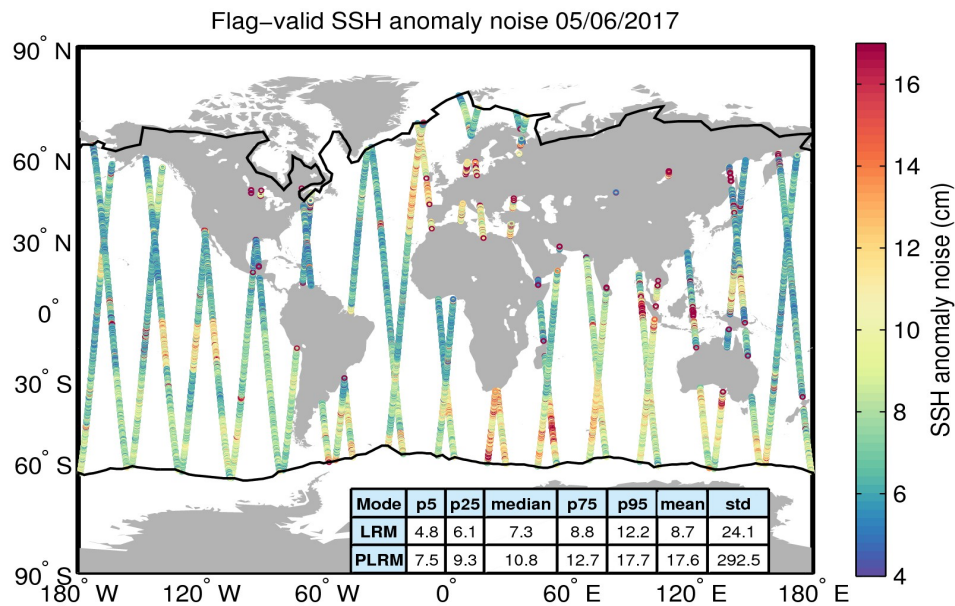 Flag−valid SSH anomaly noise 05/06/2017
90° N
60° N
30° N
0°
30° S
60° S
90° S
180° W
120° W
60° W
0°
60° E
120° E
180° E
16
14
12
10
8
6
4
SSH anomaly noise (cm)
Mode p5 p25 median p75 p95 mean std
LRM 4.8 6.1 7.3 8.8 12.2 8.7 24.1
PLRM 7.5 9.3 10.8 12.7 17.7 17.6 292.5